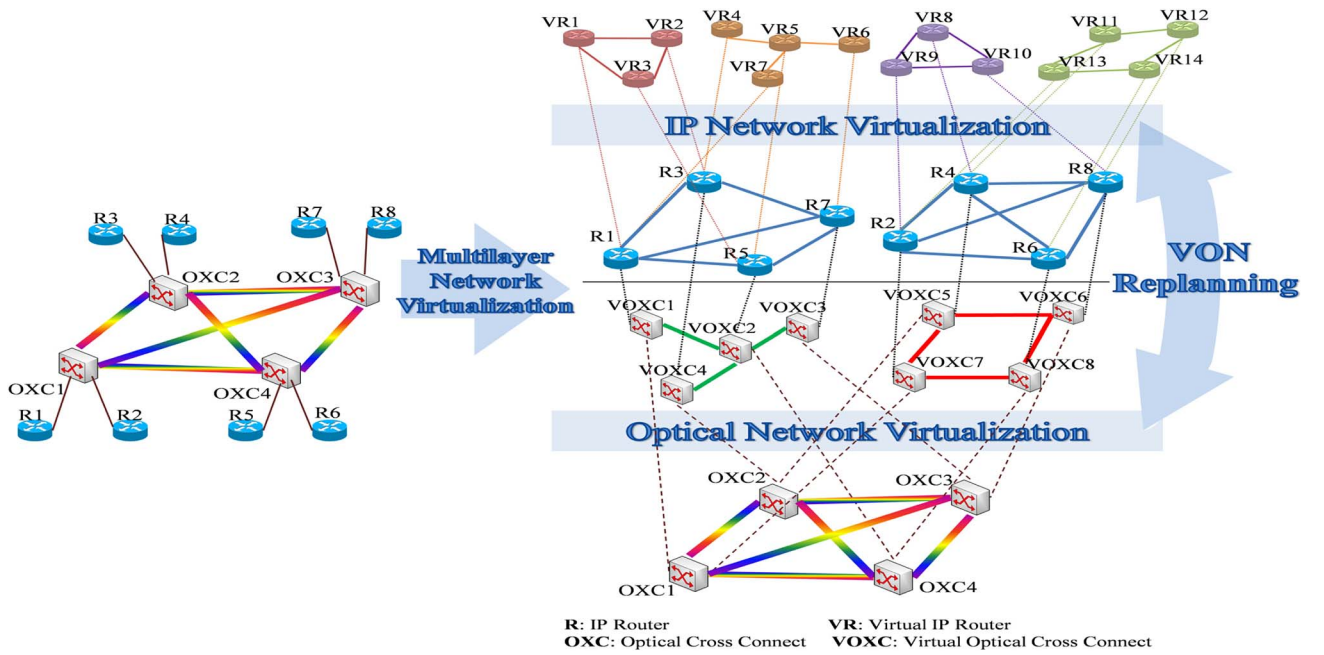 VR1
VR2
VR3
VR4
VR5
VR6
VR7
VR8
VR9
VR10
VR11
VR12
VR13
VR14
IP Network Virtualization
R3
R7
R1
R5
R4
R8
R2
R6
VON
Replanning
R3
R4
R7
R8
OXC2
OXC3
OXC1
OXC4
R1
R2
R5
R6
Multilayer
Network
Virtualization
VOXC1
VOXC2
VOXC3
VOXC4
VOXC5
VOXC6
VOXC7
VOXC8
Optical Network Virtualization
OXC2
OXC3
OXC1
OXC4
R: IP Router
VR: Virtual IP Router
OXC: Optical Cross Connect
VOXC: Virtual Optical Cross Connect